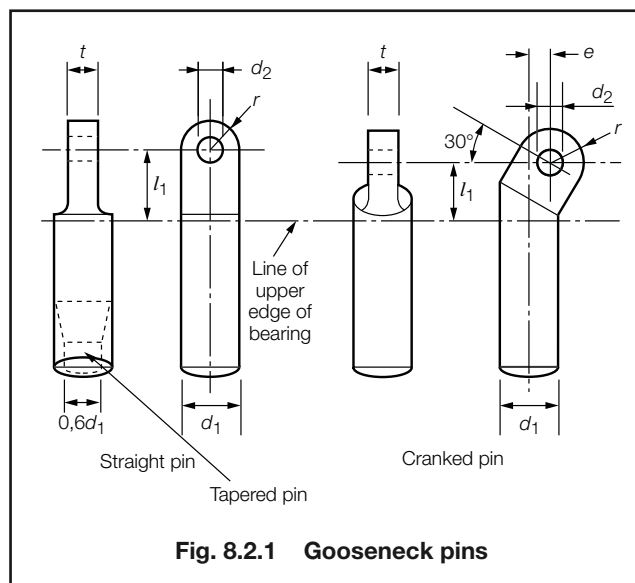 t
d2
r
l1
t
e
d2
r
30°
l1
Line of
upper
edge of
bearing
0,6d1
d1
d1
Straight pin
Cranked pin
Tapered pin
Fig. 8.2.1 Gooseneck pins